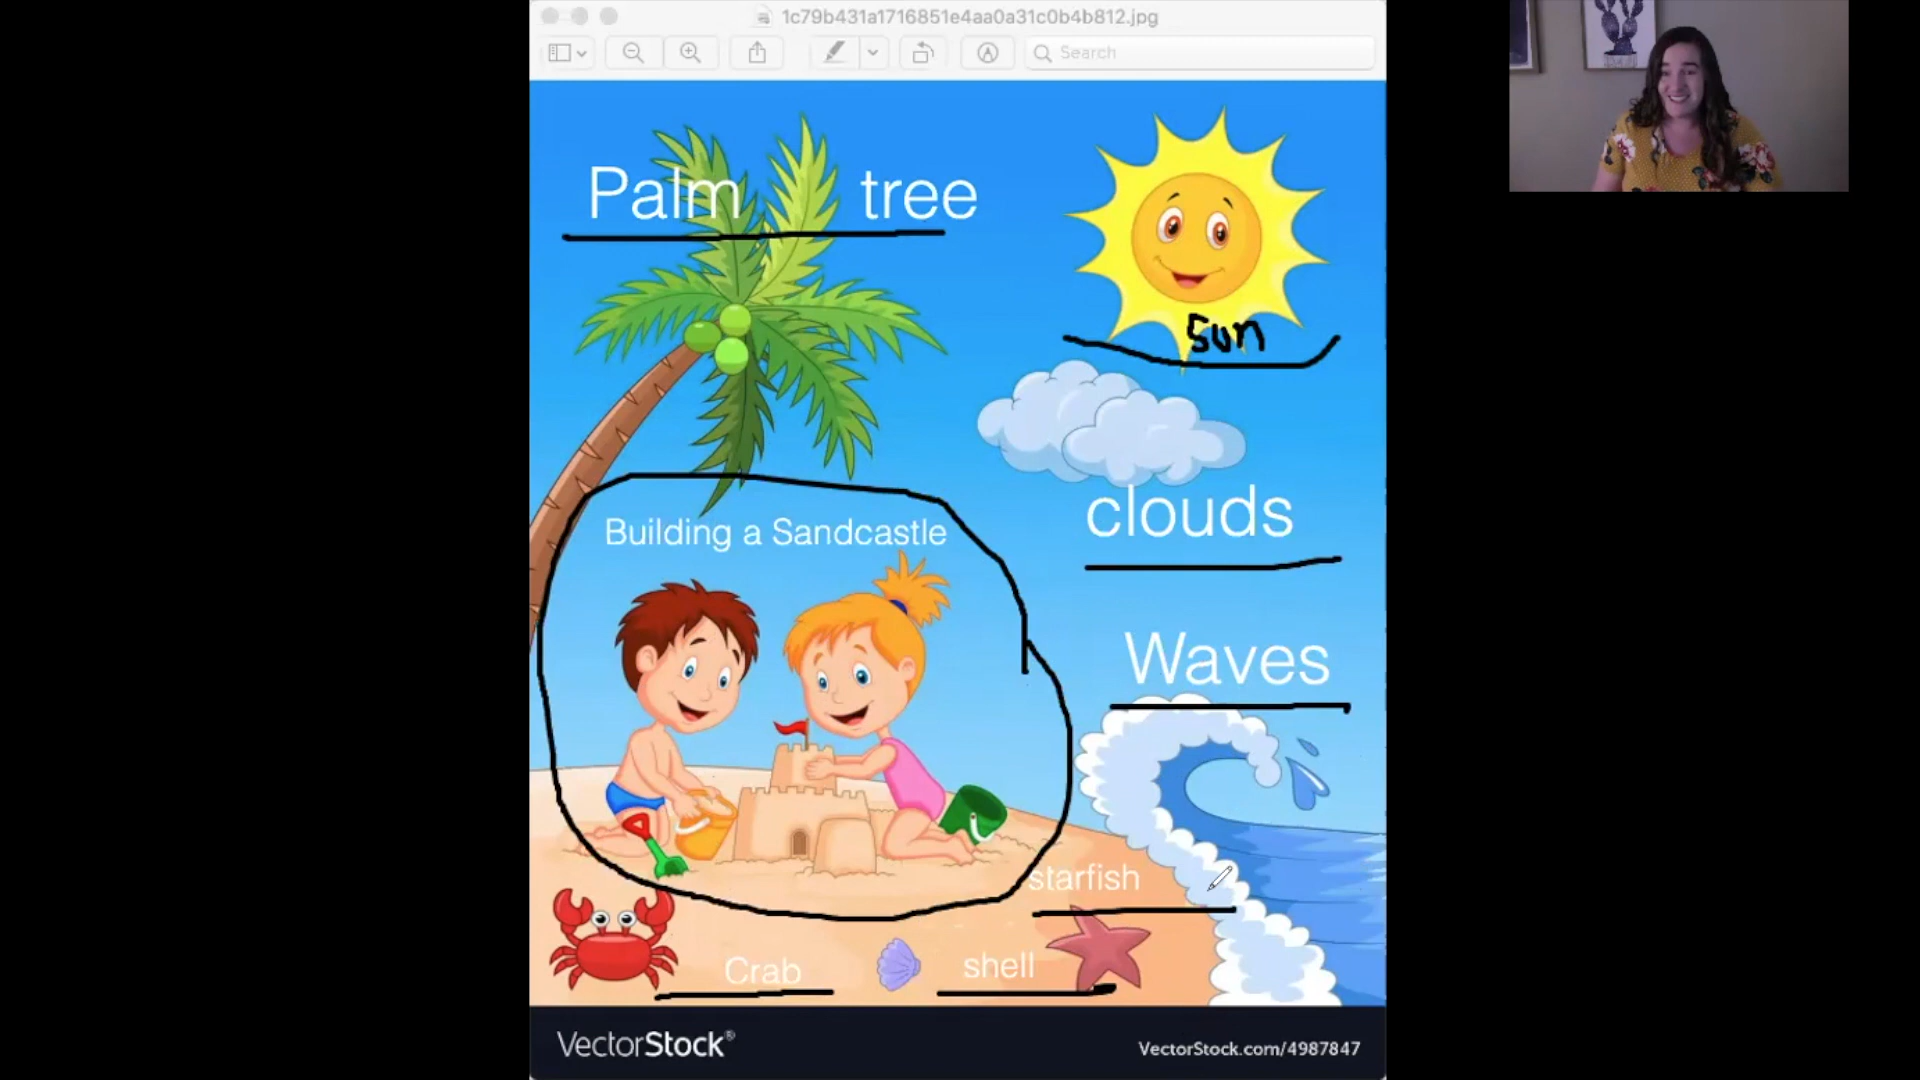 1c79b431a1716851e4aa0a31c0b4b812.jpg
Search
Palm tree
sun
clouds
Building a Sandcastle
Waves
starfish
Crab
shell
VectorStock®
VectorStock.com/4987847